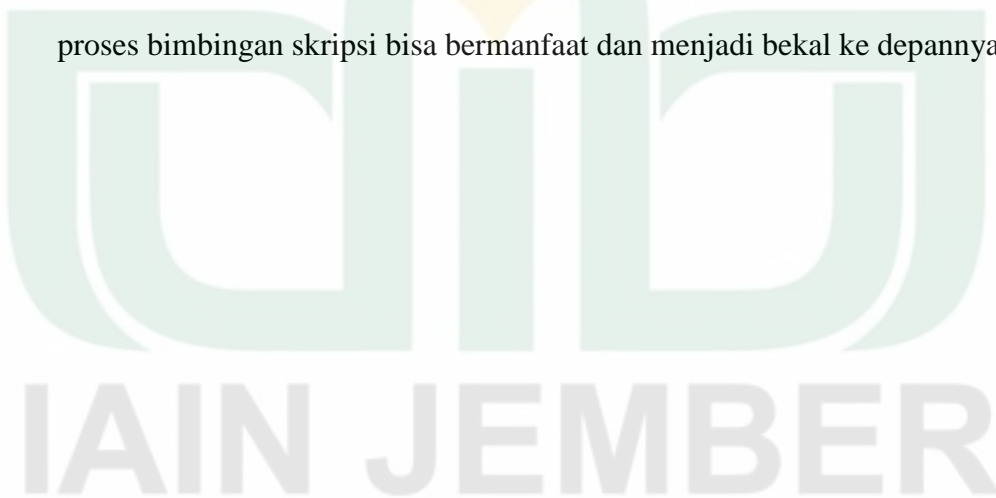 proses bimbingan skripsi bisa bermanfaat dan menjadi bekal ke depannya
IAIN JEMBER